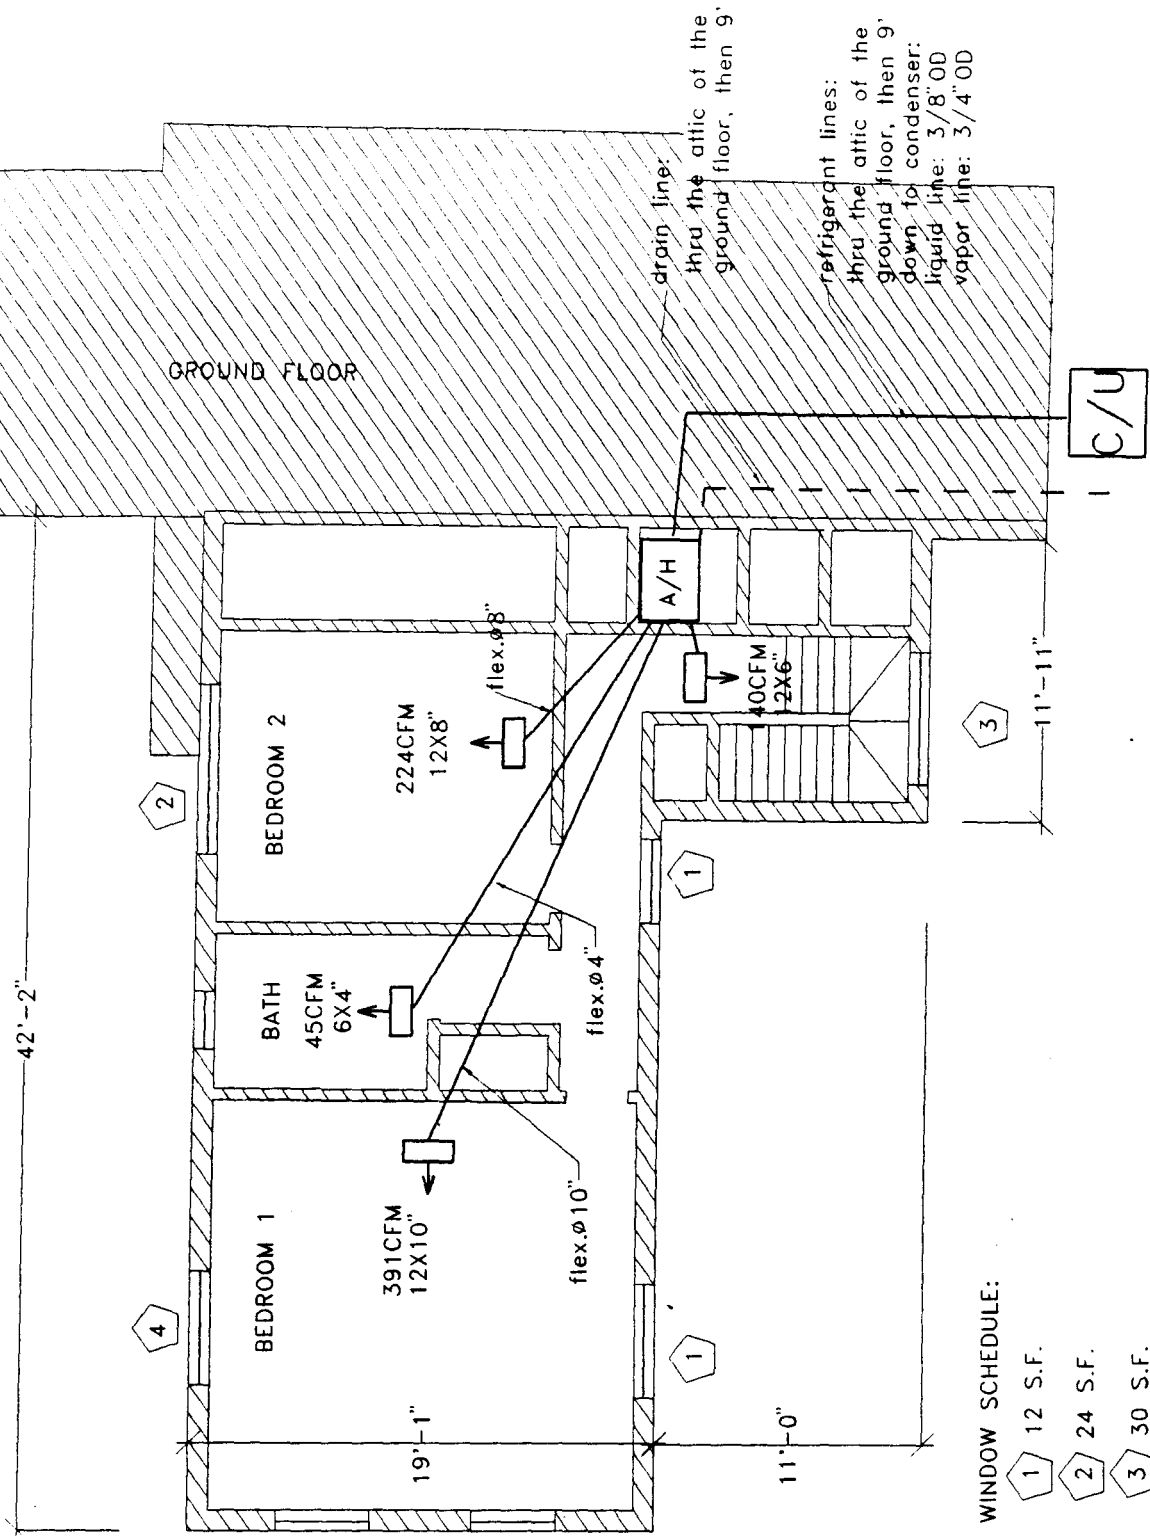 42'-2"
GROUND FLOOR
drain line:
thru the attic of the
ground floor, then 9'
refrigerant lines:
thru the attic of the
ground floor, then 9'
down to condenser:
liquid line: 3/8"OD
vapor line: 3/4"OD
C/U
A/H
BEDROOM 2
224CFM
12X8"
flex.ø8"
2
BATH
45CFM
6X4"
flex.ø4"
140CFM
12X6"
3
11'-11"
1
BEDROOM 1
391CFM
12X10"
flex.ø10"
4
1
19'-1"
11'-0"
WINDOW SCHEDULE:
1 12 S.F.
2 24 S.F.
3 30 S.F.